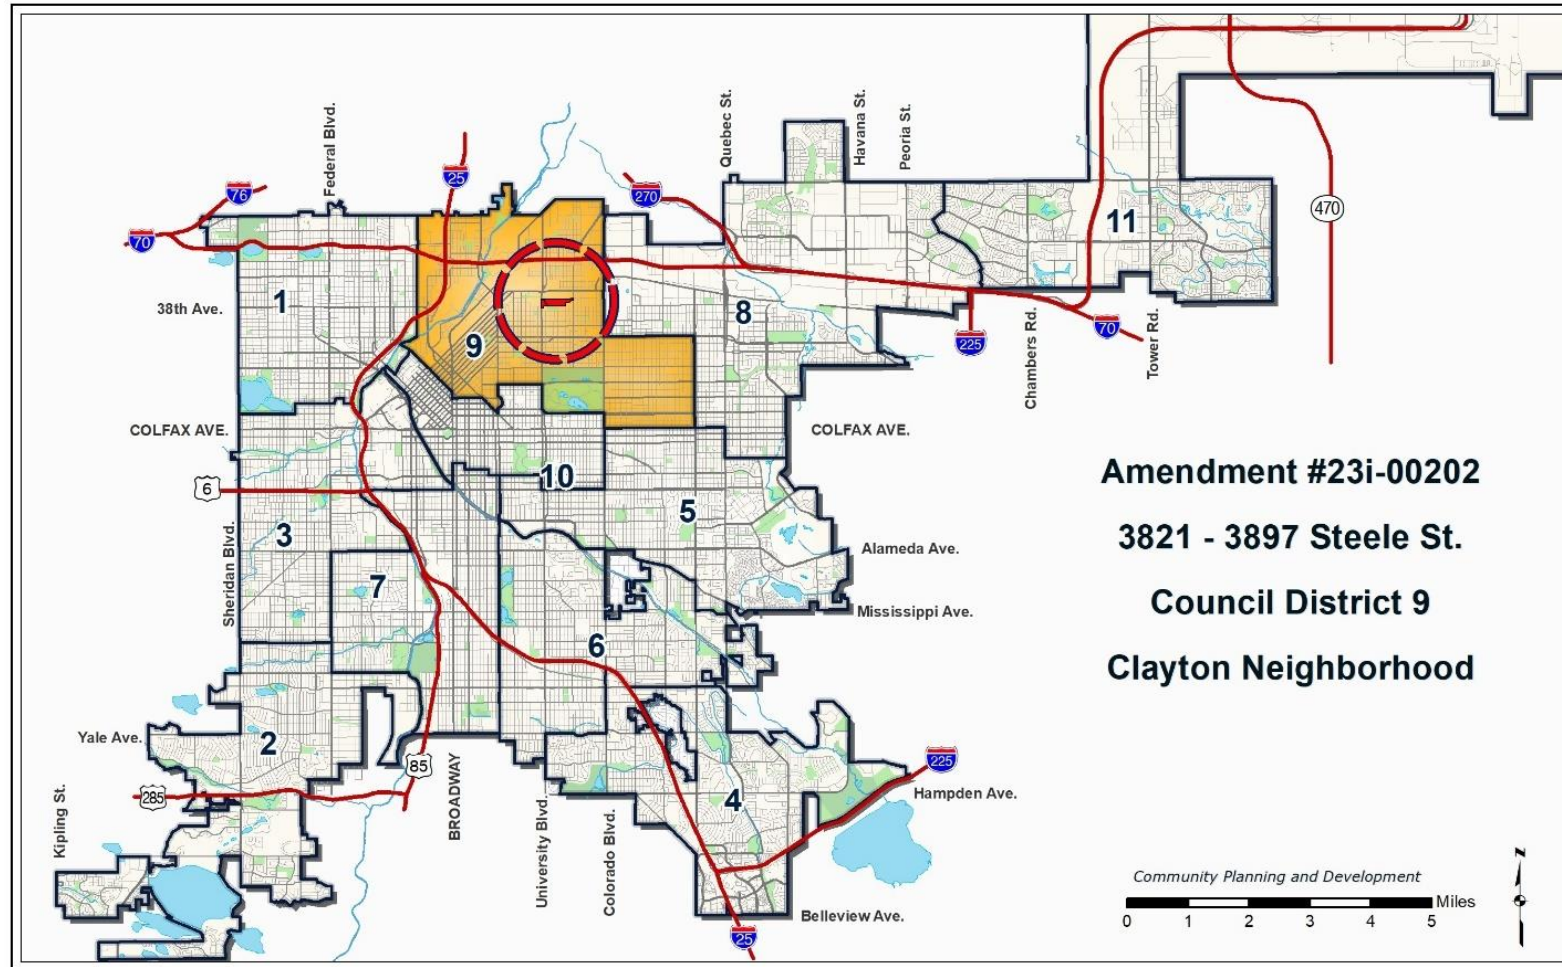 Federal Blvd.
Quebec St.
Havana St.
Peoria St.
76
25
270
70
470
11
1
38th Ave.
9
8
225
70
Chambers Rd.
Tower Rd.
COLFAX AVE.
COLFAX AVE.
10
6
5
3
Sheridan Blvd.
7
Alameda Ave.
Mississippi Ave.
6
Yale Ave.
2
85
BROADWAY
285
Kipling St.
University Blvd.
Colorado Blvd.
4
225
Hampden Ave.
Belleview Ave.
25
Amendment #23i-00202
3821 - 3897 Steele St.
Council District 9
Clayton Neighborhood
Community Planning and Development
Miles
0 1 2 3 4 5
N